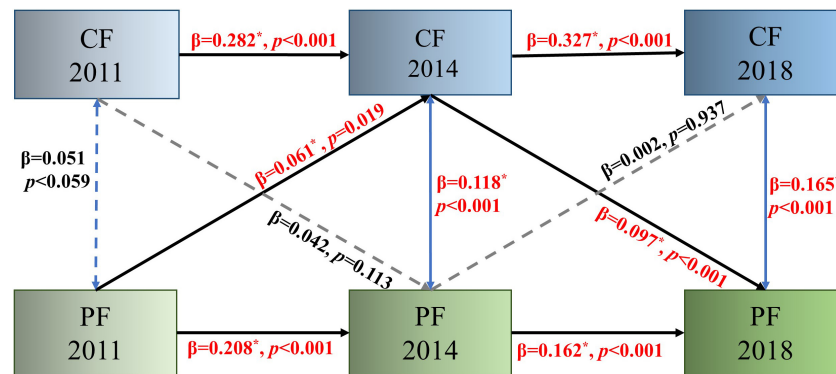 CF
2011
β=0.282*, p<0.001
CF
2014
β=0.327*, p<0.001
CF
2018
β=0.051
p<0.059
β=0.061*, p=0.019
β=0.042, p=0.113
β=0.118*
p<0.001
β=0.002, p=0.937
β=0.097*, p<0.001
β=0.165
p<0.001
PF
2011
β=0.208*, p<0.001
PF
2014
β=0.162*, p<0.001
PF
2018